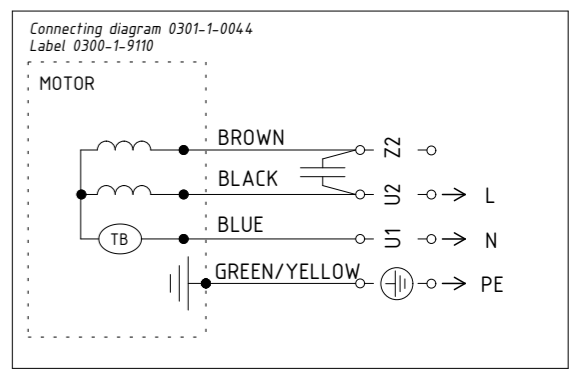 Connecting diagram 0301-1-0044
Label 0300-1-9110
MOTOR
BROWN Z2
BLACK U2 L
TB BLUE U1 N
GREEN/YELLOW PE